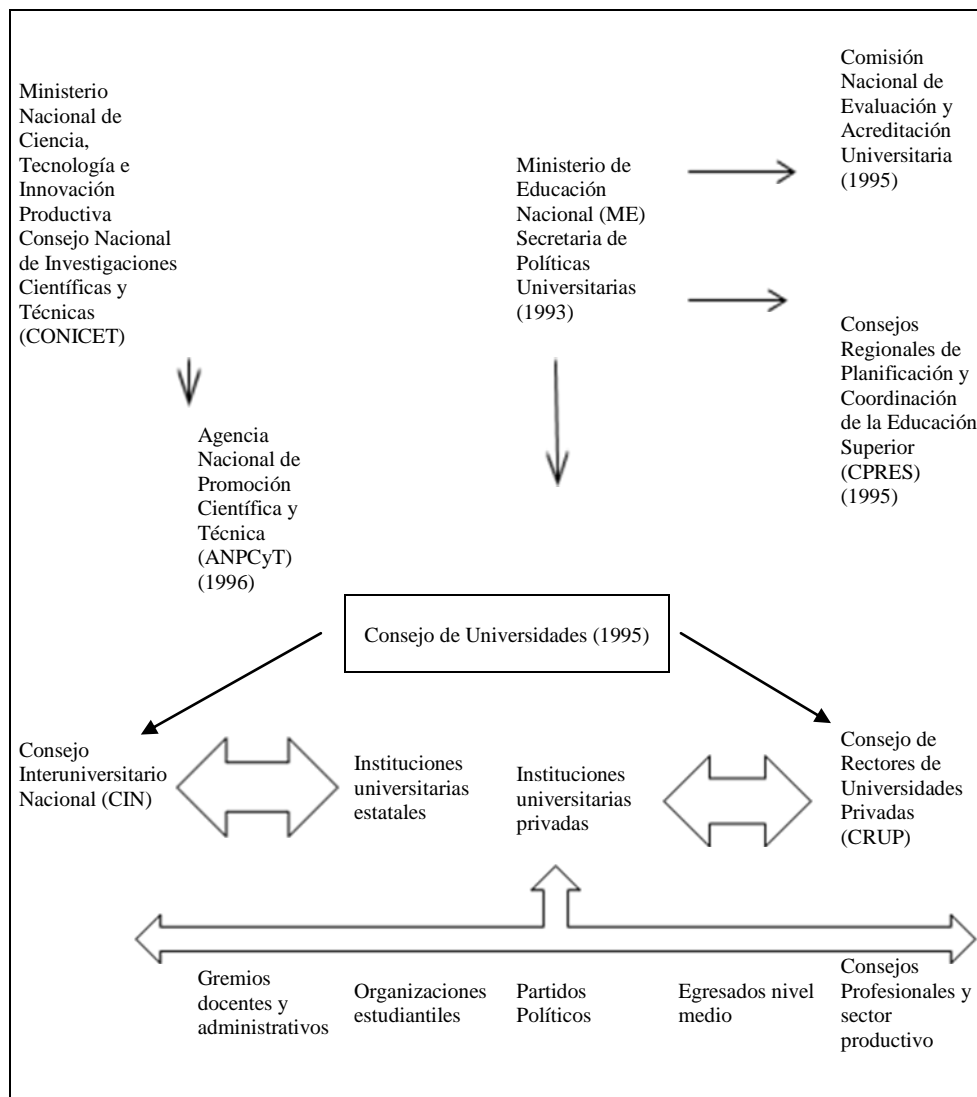 Ministerio
Nacional de
Ciencia,
Tecnología e
Innovación
Productiva
Consejo Nacional
de Investigaciones
Científicas y
Técnicas
(CONICET)
Agencia
Nacional de
Promoción
Científica y
Técnica
(ANPCyT)
(1996)
Ministerio de
Educación
Nacional (ME)
Secretaria de
Políticas
Universitarias
(1993)
Comisión
Nacional de
Evaluación y
Acreditación
Universitaria
(1995)
Consejos
Regionales de
Planificación y
Coordinación
de la Educación
Superior
(CPRES)
(1995)
Consejo de Universidades (1995)
Consejo
Interuniversitario
Nacional (CIN)
Instituciones
universitarias
estatales
Instituciones
universitarias
privadas
Consejo de
Rectores de
Universidades
Privadas
(CRUP)
Gremios
docentes y
administrativos
Organizaciones
estudiantiles
Partidos
Políticos
Egresados nivel
medio
Consejos
Profesionales y
sector
productivo